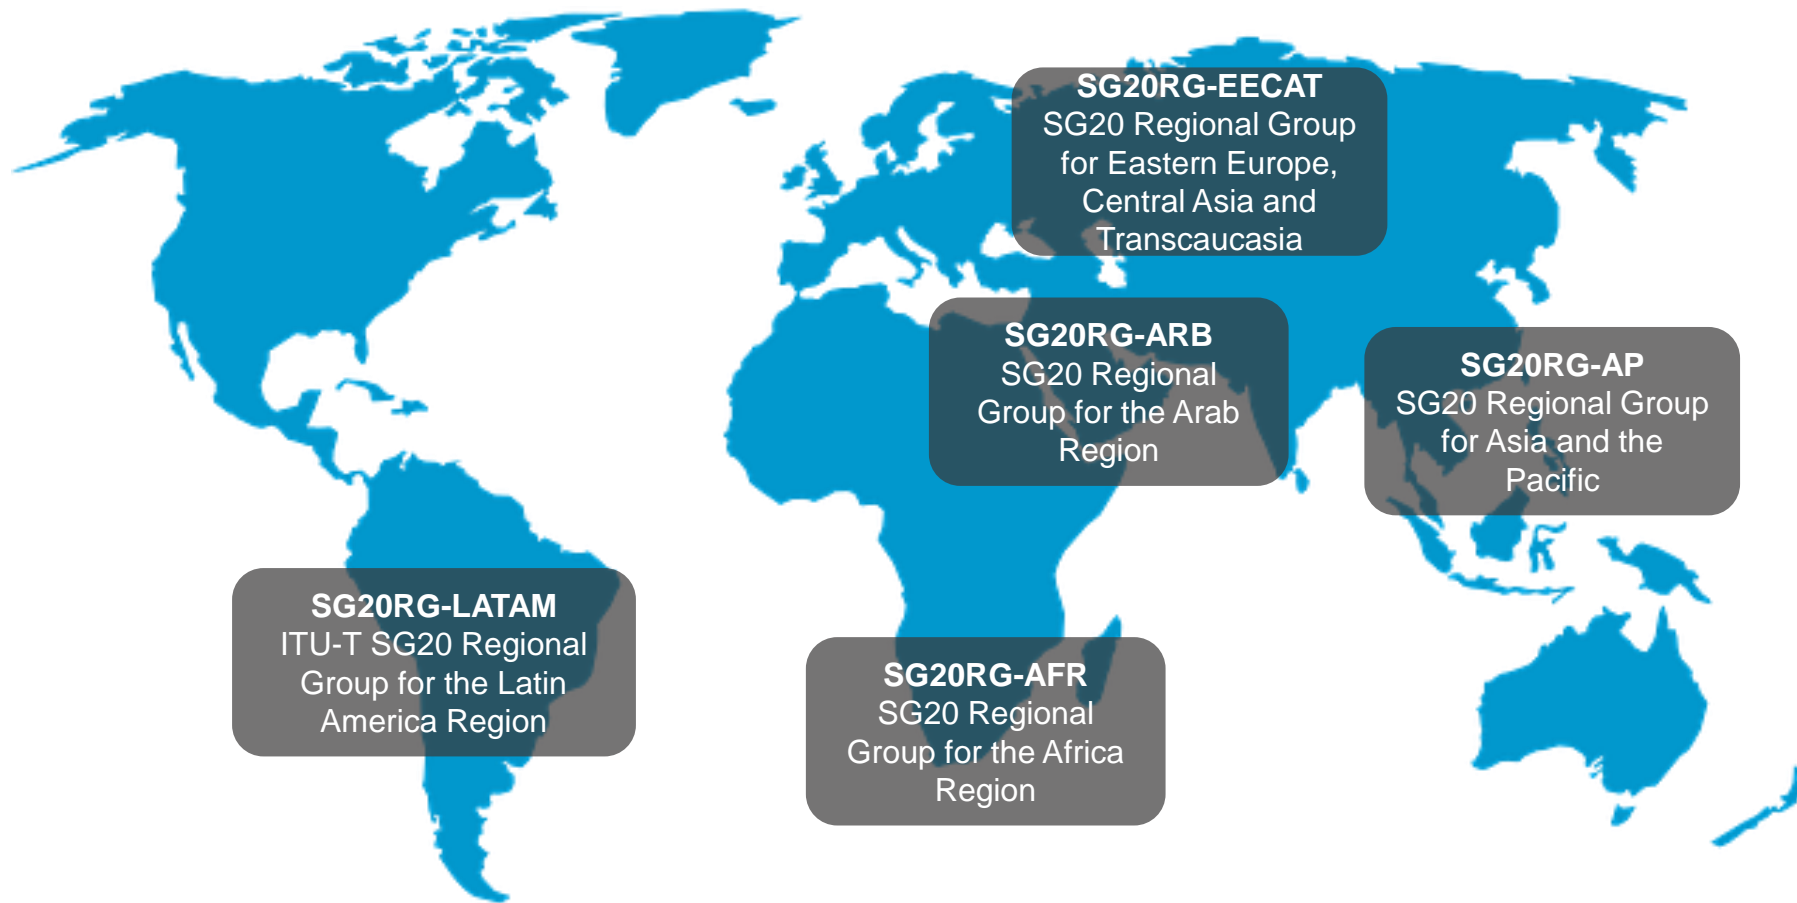 SG20RG-EECAT
SG20 Regional Group
for Eastern Europe,
Central Asia and
Transcaucasia
SG20RG-ARB
SG20 Regional
Group for the Arab
Region
SG20RG-AP
SG20 Regional Group
for Asia and the
Pacific
SG20RG-LATAM
ITU-T SG20 Regional
Group for the Latin
America Region
SG20RG-AFR
SG20 Regional
Group for the Africa
Region